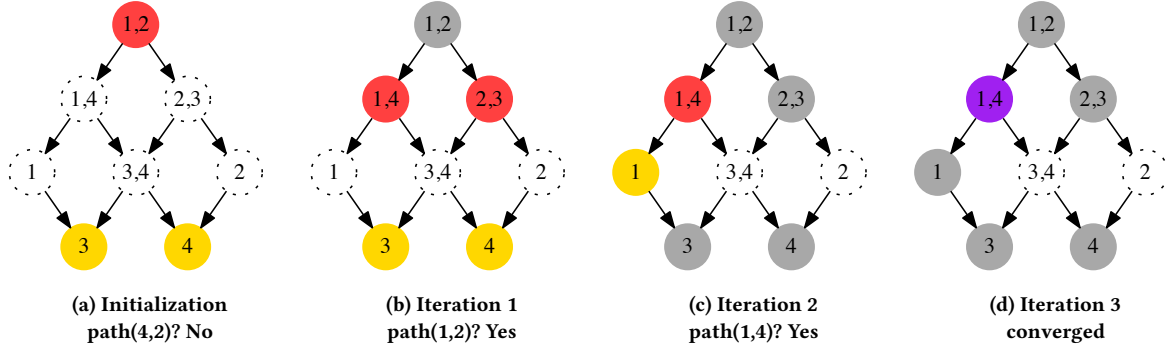 1,2
1,4 2,3
1 3,4 2
3 4
(a) Initialization
path(4,2)? No
1,2
1,4 2,3
1 3,4 2
3 4
(b) Iteration 1
path(1,2)? Yes
1,2
1,4 2,3
1 3,4 2
3 4
(c) Iteration 2
path(1,4)? Yes
1,2
1,4 2,3
1 3,4 2
3 4
(d) Iteration 3
converged